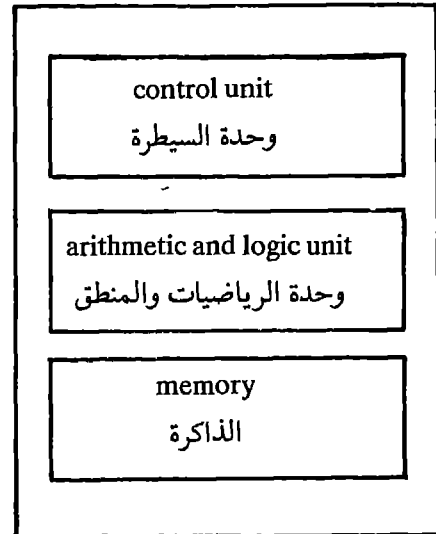 control unit
وحدة السيطرة
arithmetic and logic unit
وحدة الرياضيات والمنطق
memory
الذاكرة